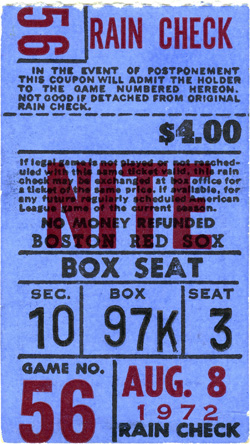 56
RAIN CHECK
IN THE EVENT OF POSTPONEMENT
THIS COUPON WILL ADMIT THE HOLDER
TO THE GAME NUMBERED HEREON.
NOT GOOD IF DETACHED FROM ORIGINAL
RAIN CHECK.
$4.00
If legal game is not played or not resched-
uled when this same ticket valid, this rain
check may be exchanged at box office for
a ticket of the same price, if available, for
any future regularly scheduled American
League game of the current season.
NITE
NO MONEY REFUNDED
BOSTON RED SOX
BOX SEAT
SEC. BOX SEAT
10 97K 3
GAME NO.
56
AUG. 8
1972
RAIN CHECK